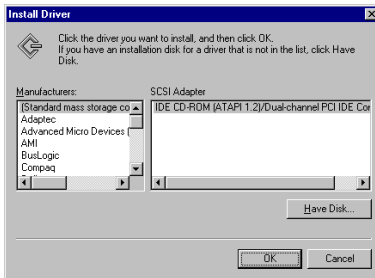 Install Driver
Click the driver you want to install, and then click OK.
If you have an installation disk for a driver that is not in the list, click Have
Disk.
Manufacturers:
(Standard mass storage co
Adaptec
Advanced Micro Devices (
AMI
BusLogic
Compaq
SCSI Adapter
IDE CD-ROM (ATAPI 1.2)/Dual-channel PCI IDE Con
Have Disk...
OK
Cancel